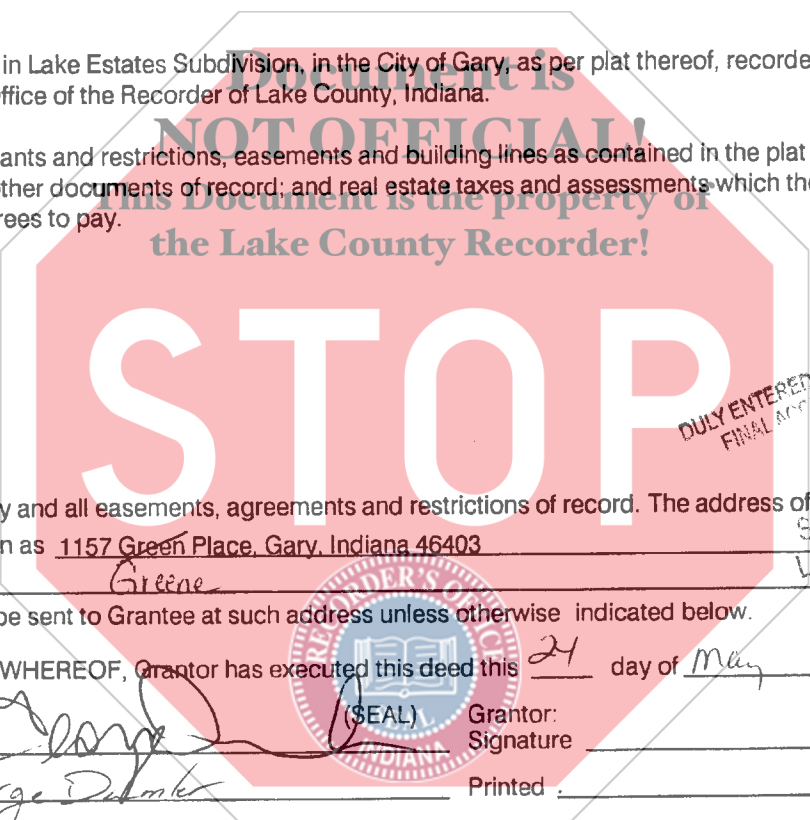 Document is
in Lake Estates Subdivision, in the City of Gary, as per plat thereof, recorde
ffice of the Recorder of Lake County, Indiana.
NOT OFFICIAL!
ants and restrictions, easements and building lines as contained in the plat
ther documents of record; and real estate taxes and assessments which the
This Document is the property of
rees to pay.
the Lake County Recorder!
STOP
DULY ENTERED
FINAL ACC
y and all easements, agreements and restrictions of record. The address of
n as 1157 Green Place, Gary, Indiana 46403
Greene
be sent to Grantee at such address unless otherwise indicated below.
RECORDER'S OFFICE
WHEREOF, Grantor has executed this deed this 24 day of May
(SEAL) Grantor:
SEAL
Signature
INDIANA
Printed